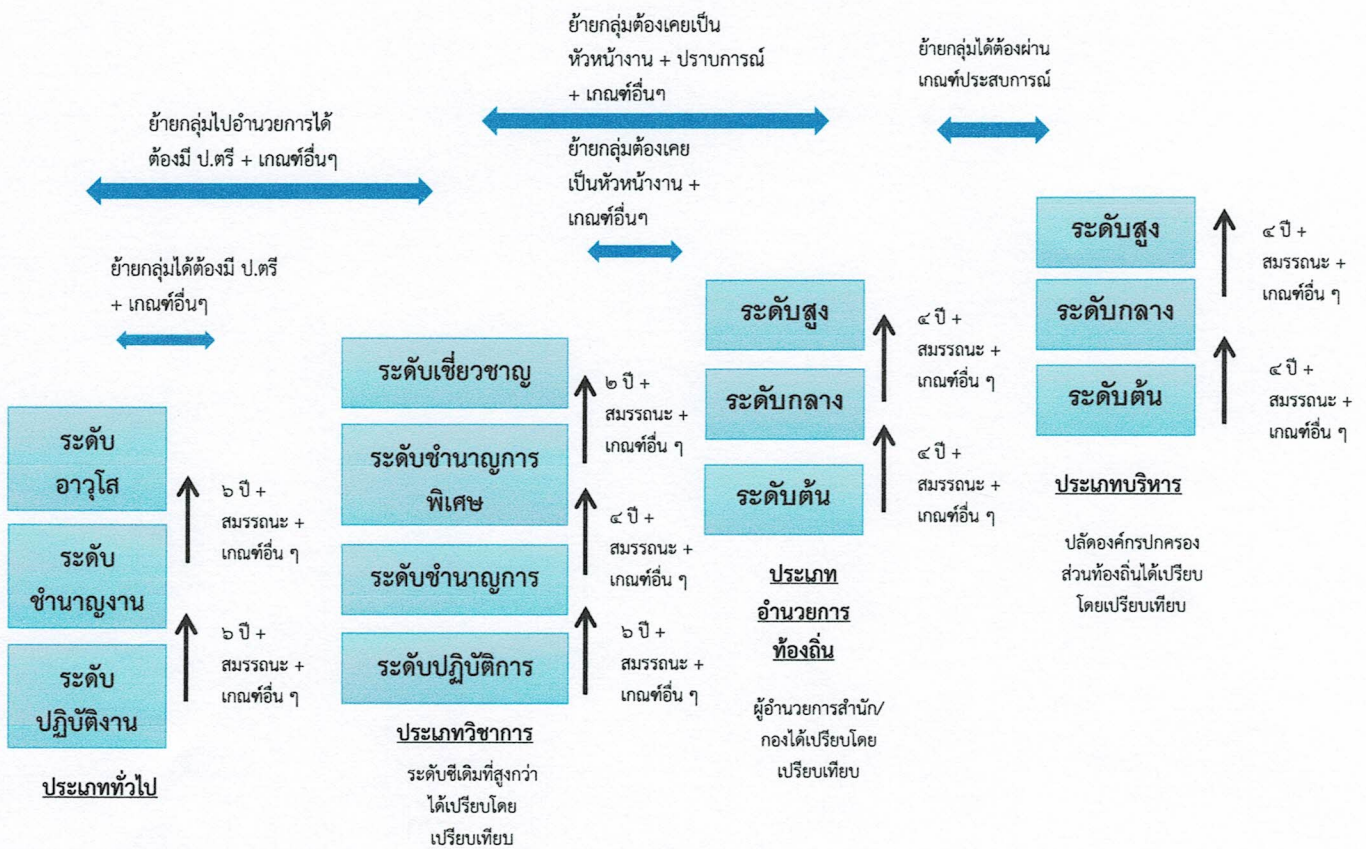 ย้ายกลุ่มต้องเคยเป็น
หัวหน้างาน + ปราบการณ์
+ เกณฑ์อื่นๆ
ย้ายกลุ่มได้ต้องผ่าน
เกณฑ์ประสบการณ์
ย้ายกลุ่มไปอำนวยการได้
ต้องมี ป.ตรี + เกณฑ์อื่นๆ
ย้ายกลุ่มต้องเคย
เป็นหัวหน้างาน +
เกณฑ์อื่นๆ
ย้ายกลุ่มได้ต้องมี ป.ตรี
+ เกณฑ์อื่นๆ
ระดับ
อาวุโส
ระดับ
ชำนาญงาน
ระดับ
ปฏิบัติงาน
๖ ปี +
สมรรถนะ +
เกณฑ์อื่น ๆ
๖ ปี +
สมรรถนะ +
เกณฑ์อื่น ๆ
ประเภททั่วไป
ระดับเชี่ยวชาญ
ระดับชำนาญการ
พิเศษ
ระดับชำนาญการ
ระดับปฏิบัติการ
๒ ปี +
สมรรถนะ +
เกณฑ์อื่น ๆ
๔ ปี +
สมรรถนะ +
เกณฑ์อื่น ๆ
๖ ปี +
สมรรถนะ +
เกณฑ์อื่น ๆ
ประเภทวิชาการ
ระดับซีเดิมที่สูงกว่า
ได้เปรียบโดย
เปรียบเทียบ
ระดับสูง
ระดับกลาง
ระดับต้น
๔ ปี +
สมรรถนะ +
เกณฑ์อื่น ๆ
๔ ปี +
สมรรถนะ +
เกณฑ์อื่น ๆ
ประเภท
อำนวยการ
ท้องถิ่น
ผู้อำนวยการสำนัก/
กองได้เปรียบโดย
เปรียบเทียบ
ระดับสูง
ระดับกลาง
ระดับต้น
๔ ปี +
สมรรถนะ +
เกณฑ์อื่น ๆ
๔ ปี +
สมรรถนะ +
เกณฑ์อื่น ๆ
ประเภทบริหาร
ปลัดองค์กรปกครอง
ส่วนท้องถิ่นได้เปรียบ
โดยเปรียบเทียบ